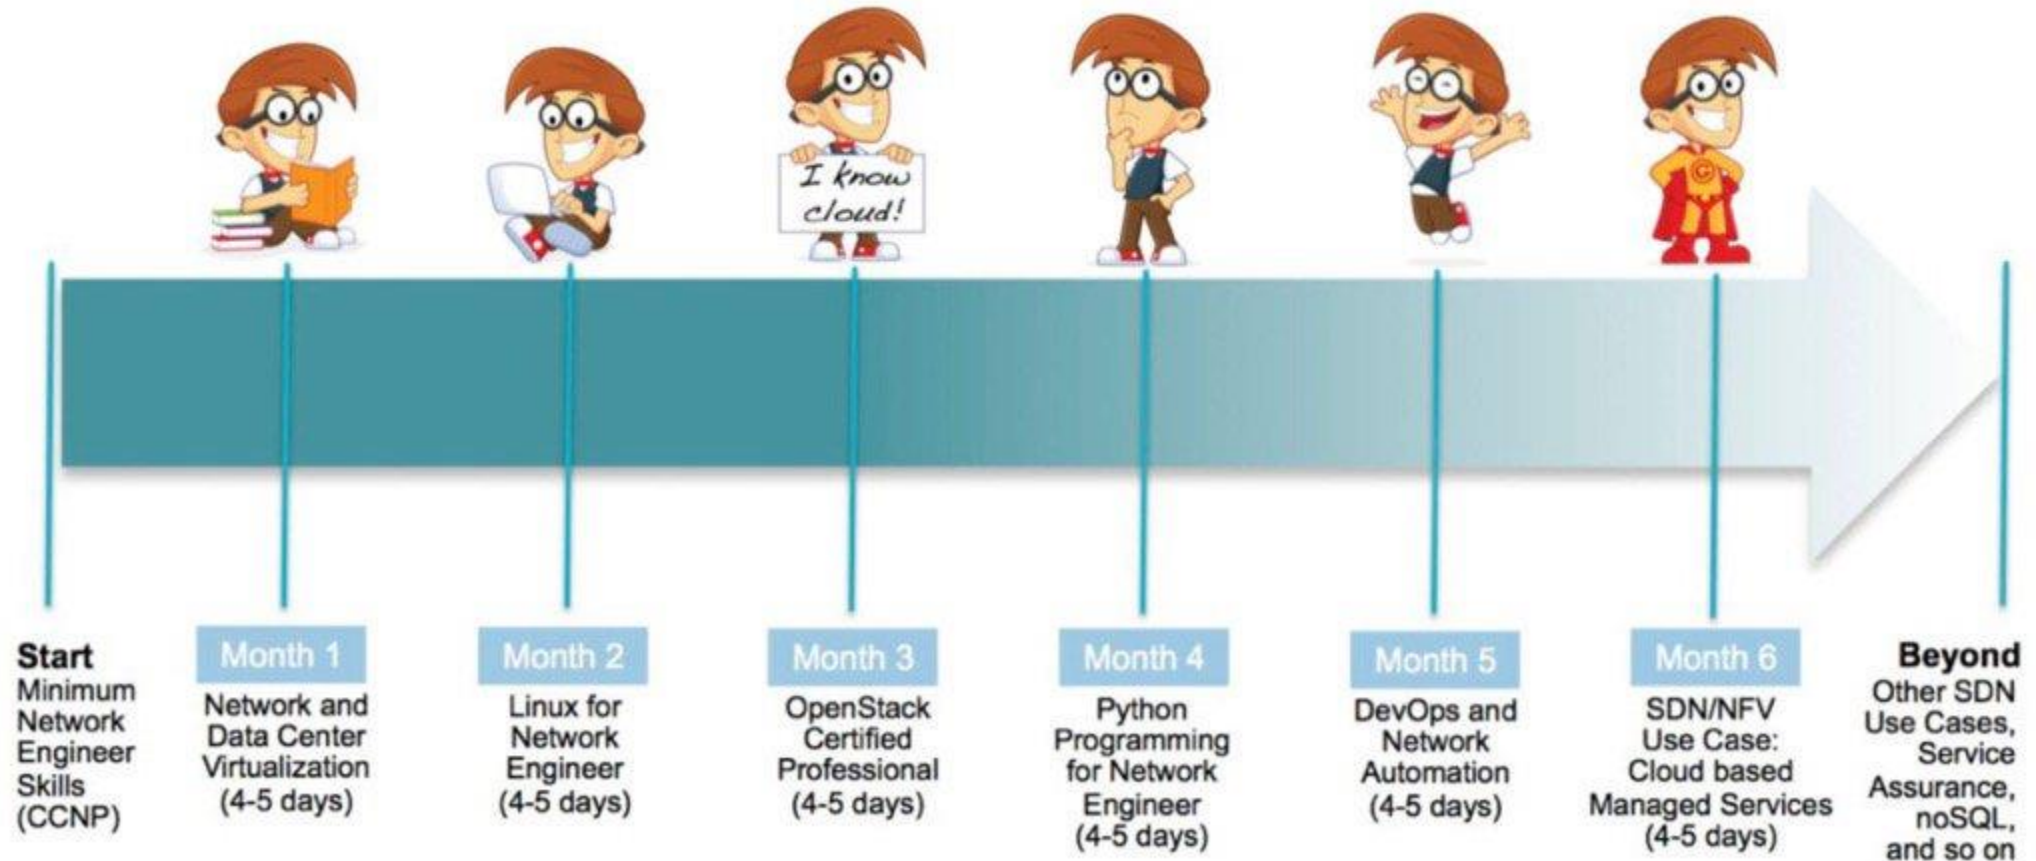 I know
cloud!
C
Start
Minimum
Network
Engineer
Skills
(CCNP)
Month 1
Network and
Data Center
Virtualization
(4-5 days)
Month 2
Linux for
Network
Engineer
(4-5 days)
Month 3
OpenStack
Certified
Professional
(4-5 days)
Month 4
Python
Programming
for Network
Engineer
(4-5 days)
Month 5
DevOps and
Network
Automation
(4-5 days)
Month 6
SDN/NFV
Use Case:
Cloud based
Managed Services
(4-5 days)
Beyond
Other SDN
Use Cases,
Service
Assurance,
noSQL,
and so on